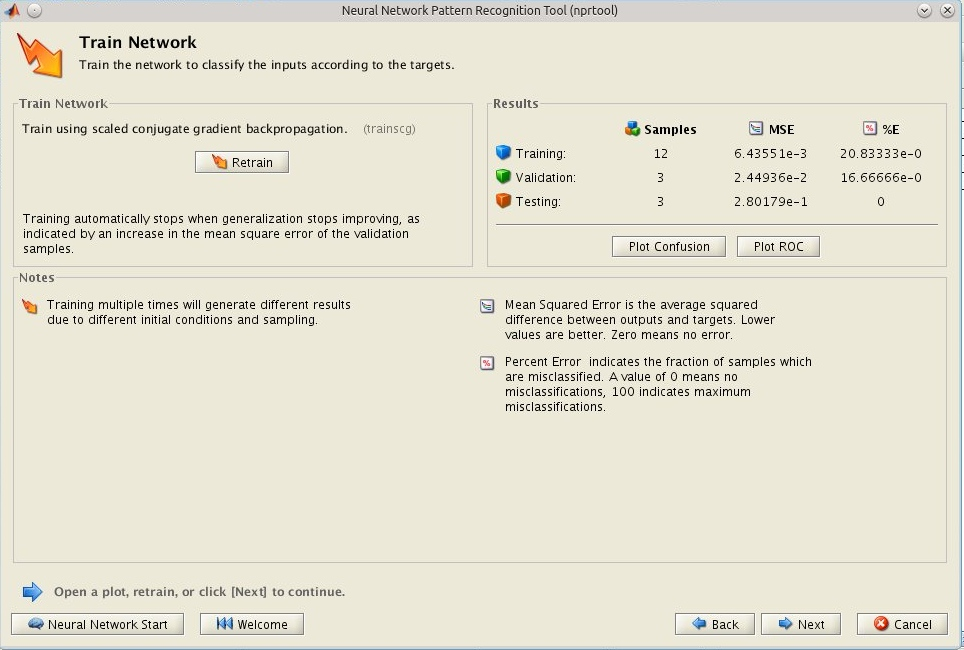 Neural Network Pattern Recognition Tool (nprtool)
Train Network
Train the network to classify the inputs according to the targets.
Train Network
Train using scaled conjugate gradient backpropagation. (trainscg)
Retrain
Training automatically stops when generalization stops improving, as
indicated by an increase in the mean square error of the validation
samples.
Results
Samples MSE %E
Training: 12 6.43551e-3 20.83333e-0
Validation: 3 2.44936e-2 16.66666e-0
Testing: 3 2.80179e-1 0
Plot Confusion Plot ROC
Notes
Training multiple times will generate different results
due to different initial conditions and sampling.
Mean Squared Error is the average squared
difference between outputs and targets. Lower
values are better. Zero means no error.
Percent Error indicates the fraction of samples which
are misclassified. A value of 0 means no
misclassifications, 100 indicates maximum
misclassifications.
Open a plot, retrain, or click [Next] to continue.
Neural Network Start Welcome Back Next Cancel